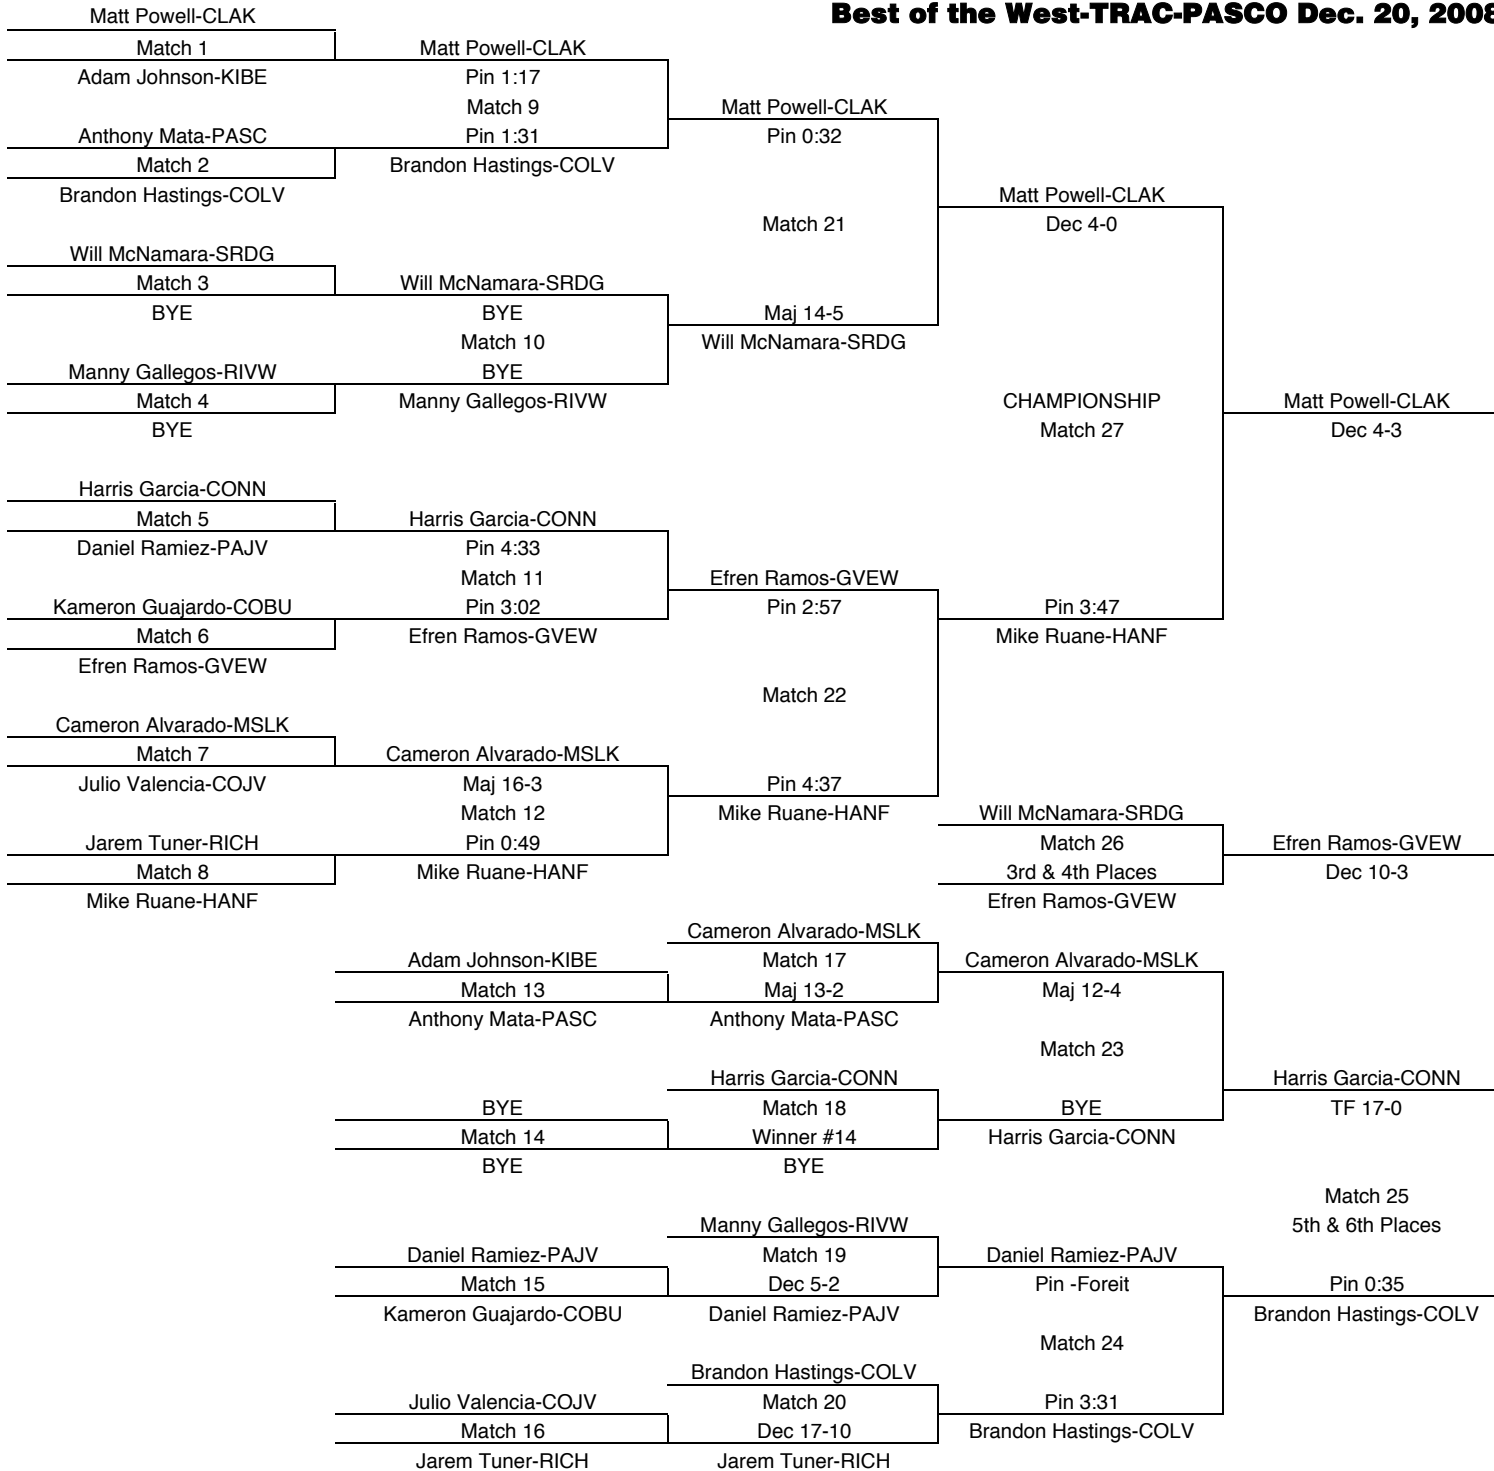 Best of the West-TRAC-PASCO Dec. 20, 2008
Matt Powell-CLAK
Match 1
Adam Johnson-KIBE
Anthony Mata-PASC
Match 2
Brandon Hastings-COLV
Will McNamara-SRDG
Match 3
BYE
Manny Gallegos-RIVW
Match 4
BYE
Harris Garcia-CONN
Match 5
Daniel Ramiez-PAJV
Kameron Guajardo-COBU
Match 6
Efren Ramos-GVEW
Cameron Alvarado-MSLK
Match 7
Julio Valencia-COJV
Jarem Tuner-RICH
Match 8
Mike Ruane-HANF
Matt Powell-CLAK
Pin 1:17
Match 9
Pin 1:31
Brandon Hastings-COLV
Will McNamara-SRDG
BYE
Match 10
BYE
Manny Gallegos-RIVW
Harris Garcia-CONN
Pin 4:33
Match 11
Pin 3:02
Efren Ramos-GVEW
Cameron Alvarado-MSLK
Maj 16-3
Match 12
Pin 0:49
Mike Ruane-HANF
Matt Powell-CLAK
Pin 0:32
Match 21
Maj 14-5
Will McNamara-SRDG
Efren Ramos-GVEW
Pin 2:57
Match 22
Pin 4:37
Mike Ruane-HANF
Matt Powell-CLAK
Dec 4-0
CHAMPIONSHIP
Match 27
Pin 3:47
Mike Ruane-HANF
Matt Powell-CLAK
Dec 4-3
Will McNamara-SRDG
Match 26
3rd & 4th Places
Efren Ramos-GVEW
Efren Ramos-GVEW
Dec 10-3
Adam Johnson-KIBE
Match 13
Anthony Mata-PASC
BYE
Match 14
BYE
Daniel Ramiez-PAJV
Match 15
Kameron Guajardo-COBU
Julio Valencia-COJV
Match 16
Jarem Tuner-RICH
Cameron Alvarado-MSLK
Match 17
Maj 13-2
Anthony Mata-PASC
Harris Garcia-CONN
Match 18
Winner #14
BYE
Manny Gallegos-RIVW
Match 19
Dec 5-2
Daniel Ramiez-PAJV
Brandon Hastings-COLV
Match 20
Dec 17-10
Jarem Tuner-RICH
Cameron Alvarado-MSLK
Maj 12-4
Match 23
BYE
Harris Garcia-CONN
Daniel Ramiez-PAJV
Pin -Foreit
Match 24
Pin 3:31
Brandon Hastings-COLV
Harris Garcia-CONN
TF 17-0
Match 25
5th & 6th Places
Pin 0:35
Brandon Hastings-COLV